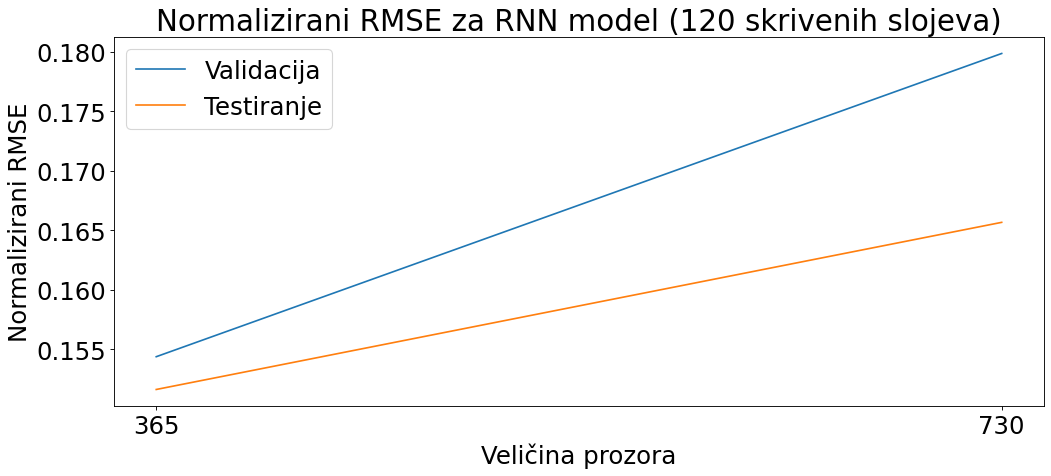 Normalizirani RMSE za RNN model (120 skrivenih slojeva)
Validacija
Testiranje
Normalizirani RMSE
0.180
0.175
0.170
0.165
0.160
0.155
365
730
Veličina prozora